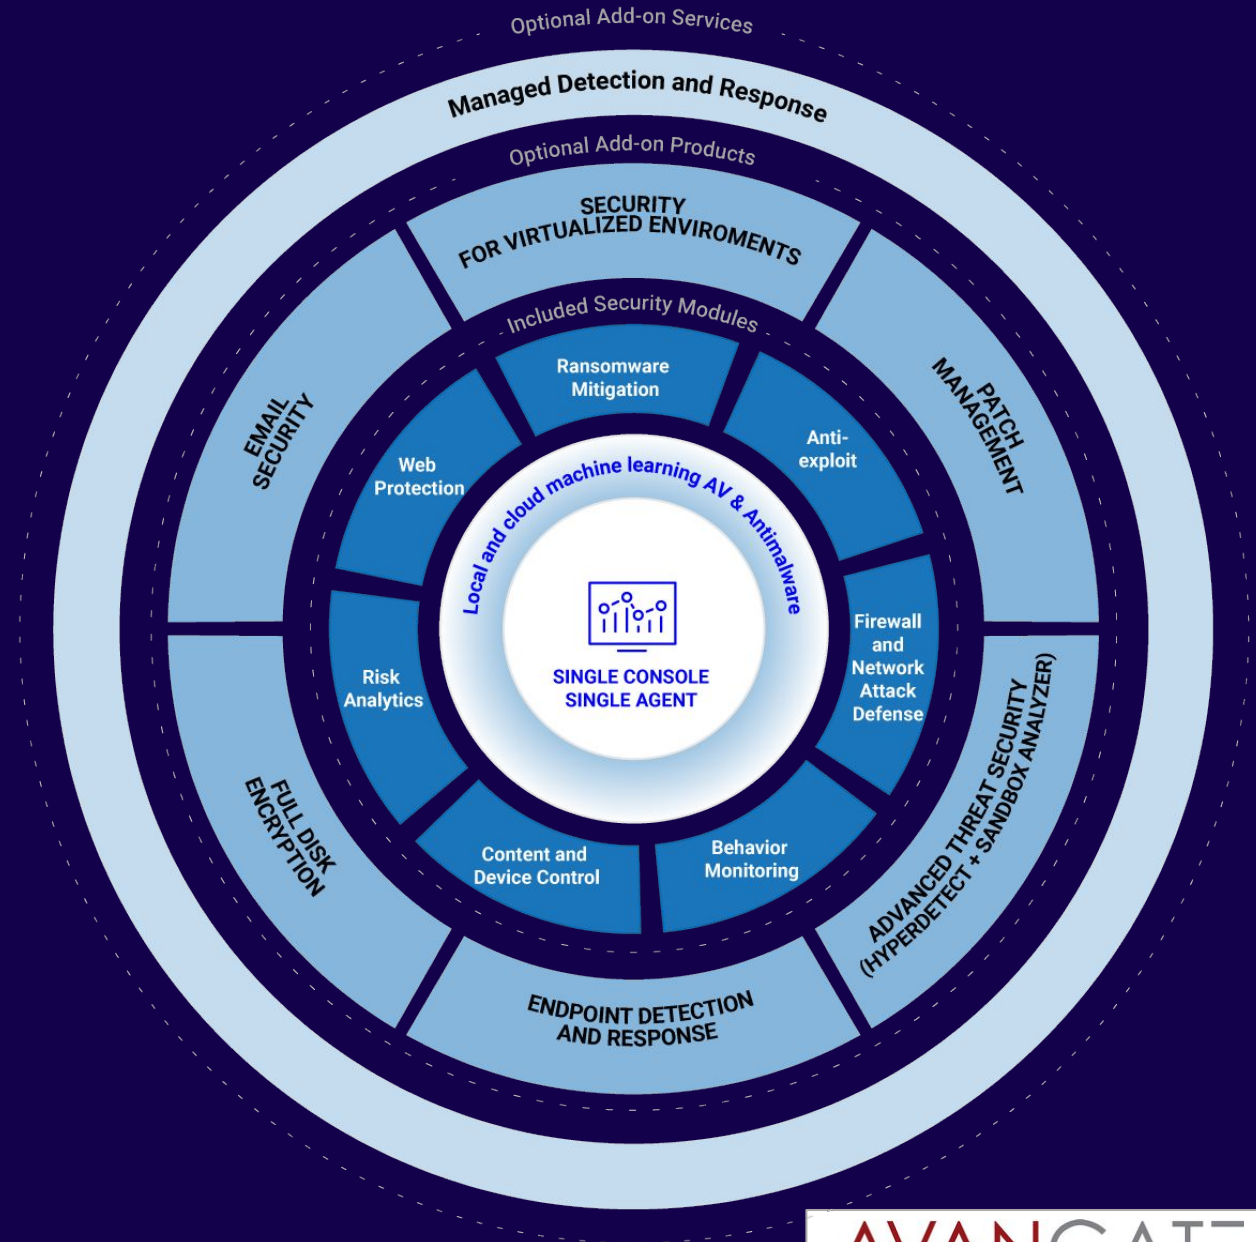 Optional Add-on Services
Managed Detection and Response
Optional Add-on Products
SECURITY
FOR VIRTUALIZED ENVIROMENTS
PATCH
MANAGEMENT
ADVANCED THREAT SECURITY
(HYPERDETECT + SANDBOX ANALYZER)
ENDPOINT DETECTION
AND RESPONSE
FULL DISK
ENCRYPTION
EMAIL
SECURITY
Included Security Modules
Ransomware
Mitigation
Anti-
exploit
Firewall
and
Network
Attack
Defense
Behavior
Monitoring
Content and
Device Control
Risk
Analytics
Web
Protection
Local and cloud machine learning AV & Antimalware
SINGLE CONSOLE
SINGLE AGENT
AVANGATE